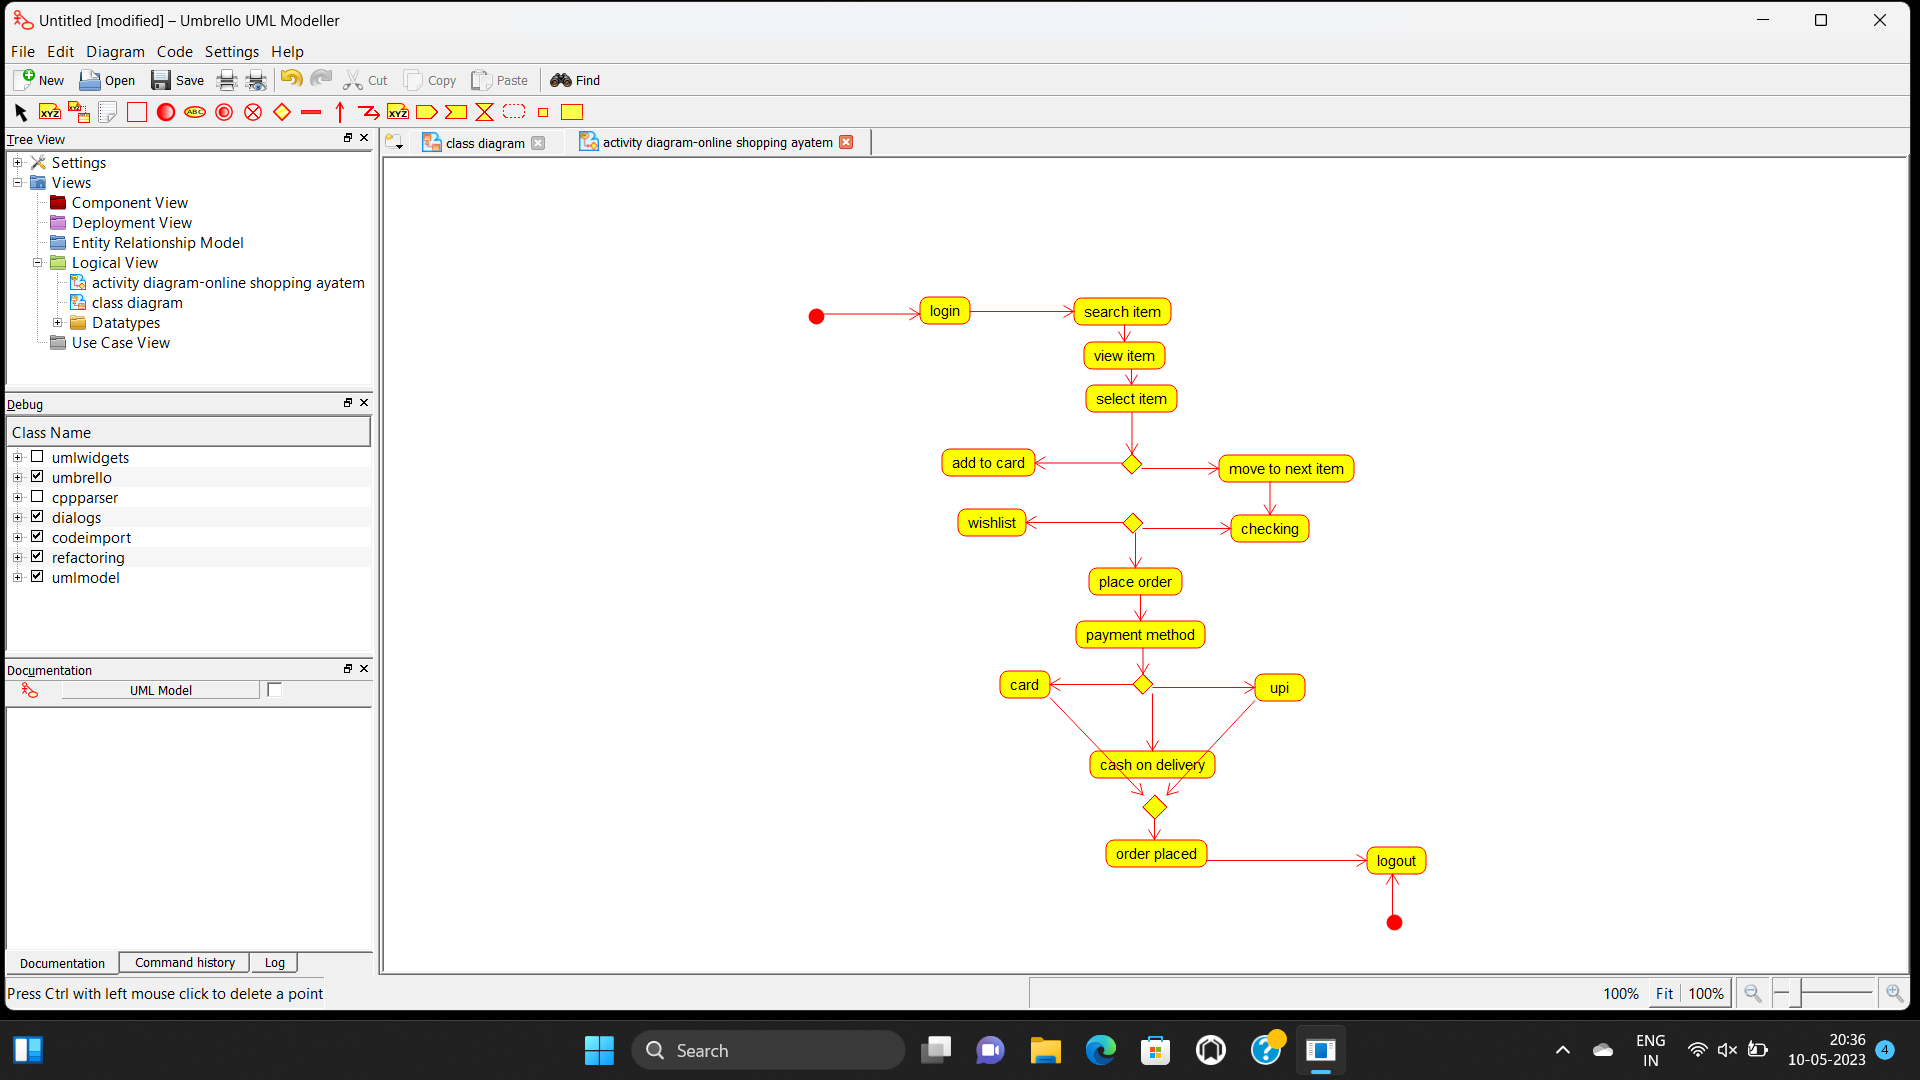 Untitled [modified] – Umbrello UML Modeller
File Edit Diagram Code Settings Help
New Open Save Cut Copy Paste Find
XYZ XYZ ABC XYZ
Tree View
class diagram
activity diagram-online shopping ayatem
Settings
Views
Component View
Deployment View
Entity Relationship Model
Logical View
activity diagram-online shopping ayatem
class diagram
Datatypes
Use Case View
Debug
Class Name
umlwidgets
umbrello
cppparser
dialogs
codeimport
refactoring
umlmodel
Documentation
UML Model
Documentation Command history Log
login
search item
view item
select item
add to card
move to next item
wishlist
checking
place order
payment method
card
upi
cash on delivery
order placed
logout
Press Ctrl with left mouse click to delete a point
100% Fit 100%
Search
ENG
IN
20:36
10-05-2023
4